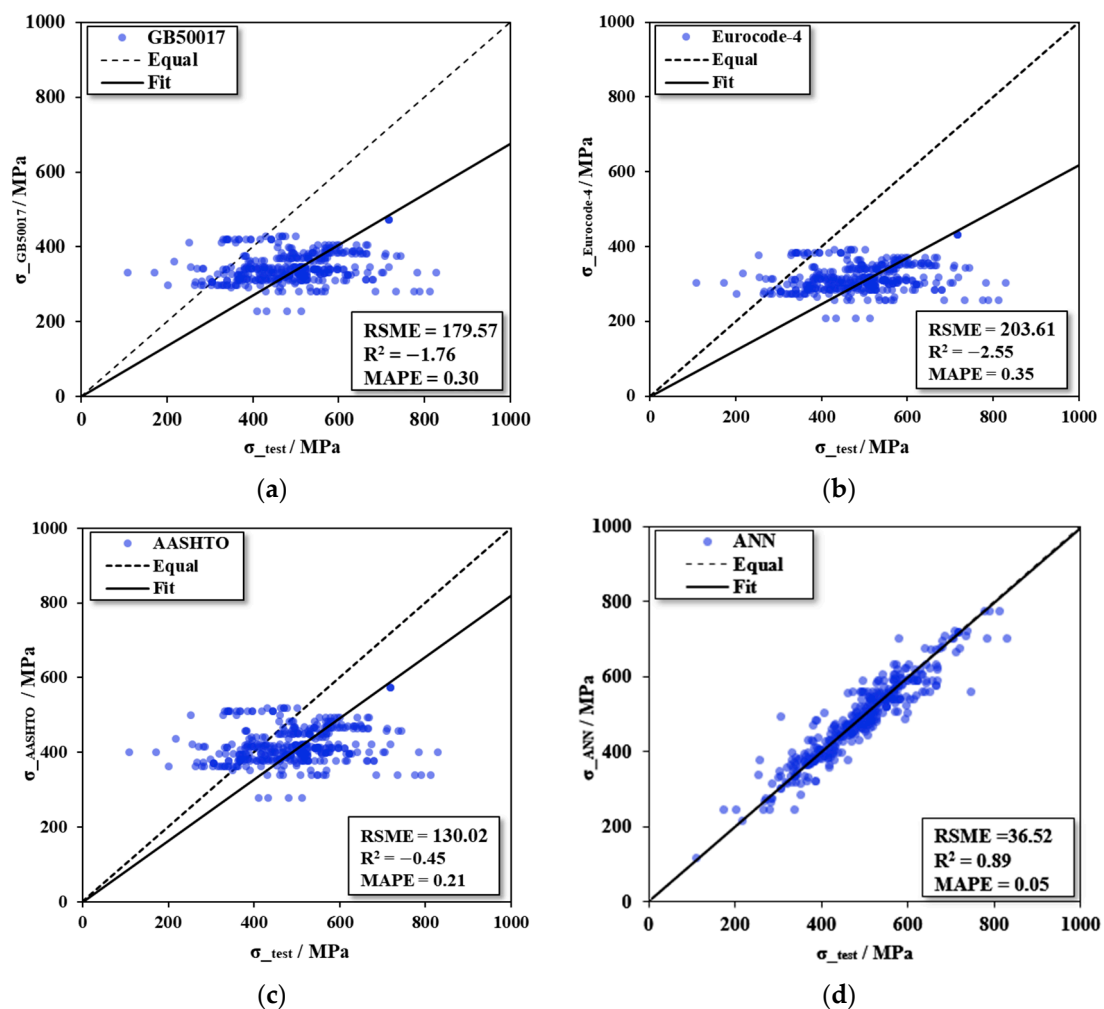 1000
800
600
400
200
0
σ_GB50017 / MPa
GB50017
Equal
Fit
RSME = 179.57
R² = −1.76
MAPE = 0.30
0 200 400 600 800 1000
σ_test / MPa
(a)
1000
800
600
400
200
0
σ_Eurocode-4 / MPa
Eurocode-4
Equal
Fit
RSME = 203.61
R² = −2.55
MAPE = 0.35
0 200 400 600 800 1000
σ_test / MPa
(b)
1000
800
600
400
200
0
σ_AASHTO / MPa
AASHTO
Equal
Fit
RSME = 130.02
R² = −0.45
MAPE = 0.21
0 200 400 600 800 1000
σ_test / MPa
(c)
1000
800
600
400
200
0
σ_ANN / MPa
ANN
Equal
Fit
RSME =36.52
R² = 0.89
MAPE = 0.05
0 200 400 600 800 1000
σ_test / MPa
(d)